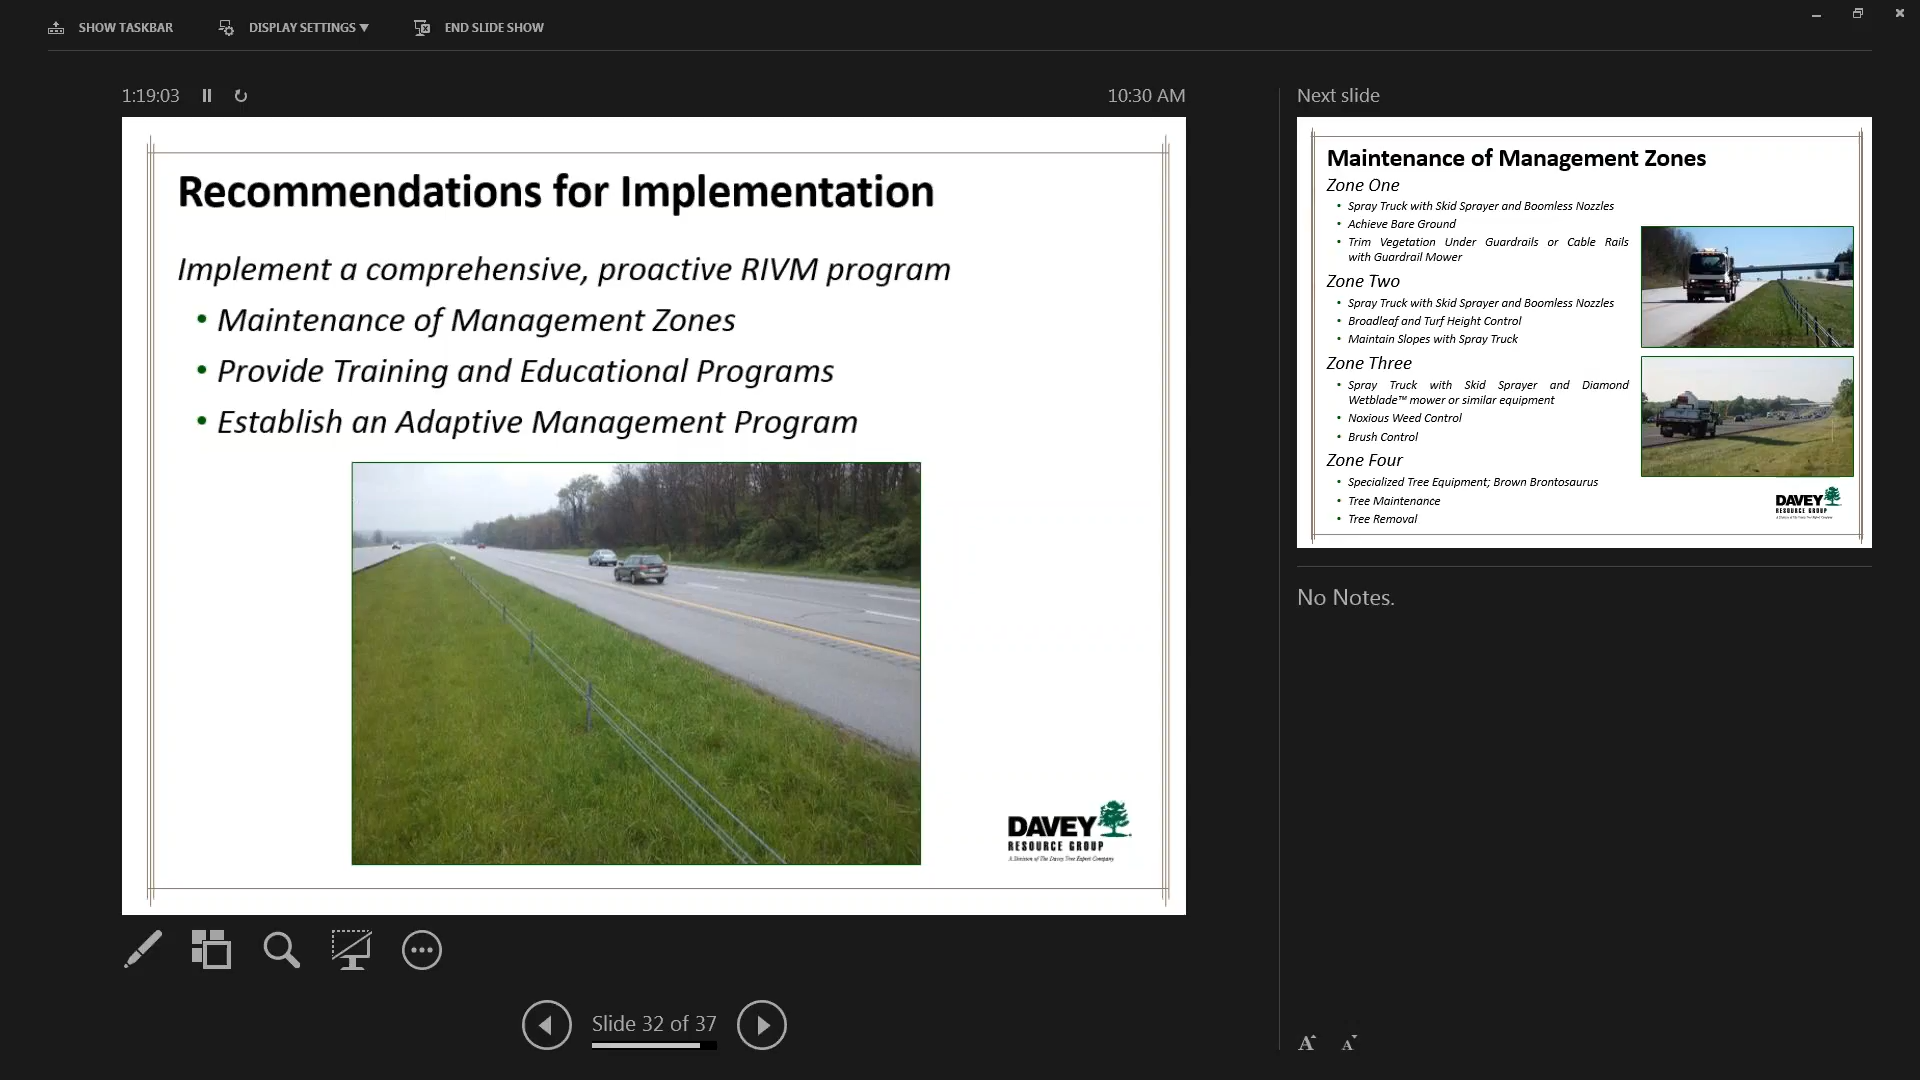 SHOW TASKBAR
DISPLAY SETTINGS
END SLIDE SHOW
1:19:03
10:30 AM
Recommendations for Implementation
Implement a comprehensive, proactive RIVM program
• Maintenance of Management Zones
• Provide Training and Educational Programs
• Establish an Adaptive Management Program
DAVEY
RESOURCE GROUP
A Division of The Davey Tree Expert Company
Slide 32 of 37
Next slide
Maintenance of Management Zones
Zone One
• Spray Truck with Skid Sprayer and Boomless Nozzles
• Achieve Bare Ground
• Trim Vegetation Under Guardrails or Cable Rails
with Guardrail Mower
Zone Two
• Spray Truck with Skid Sprayer and Boomless Nozzles
• Broadleaf and Turf Height Control
• Maintain Slopes with Spray Truck
Zone Three
• Spray Truck with Skid Sprayer and Diamond
Wetblade™ mower or similar equipment
• Noxious Weed Control
• Brush Control
Zone Four
• Specialized Tree Equipment; Brown Brontosaurus
• Tree Maintenance
• Tree Removal
DAVEY
RESOURCE GROUP
A Division of The Davey Tree Expert Company
No Notes.
A A